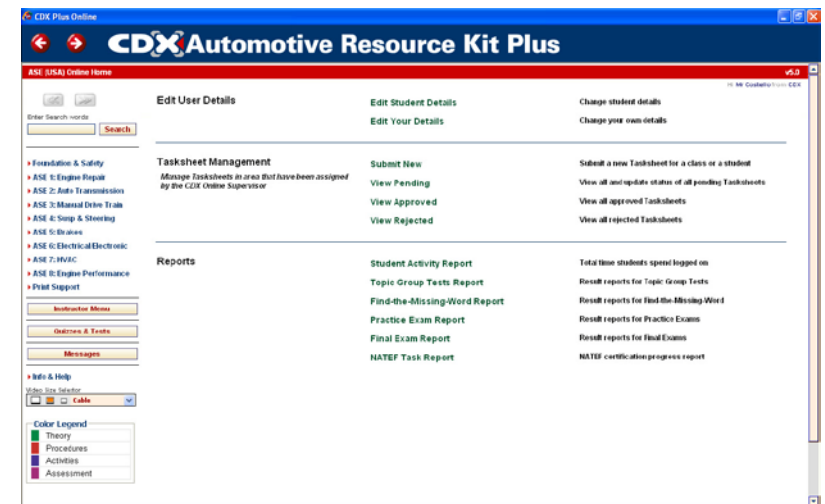 CDX Plus Online
CDX Automotive Resource Kit Plus
ASE (USA) Online Home
v5.0
Hi Mr Costello from CDX
Enter Search words
Search
Foundation & Safety
ASE 1: Engine Repair
ASE 2: Auto Transmission
ASE 3: Manual Drive Train
ASE 4: Susp & Steering
ASE 5: Brakes
ASE 6: Electrical Electronic
ASE 7: HVAC
ASE 8: Engine Performance
Print Support
Instructor Menu
Quizzes & Tests
Messages
Info & Help
Video Size Selector
Cable
Color Legend
Theory
Procedures
Activities
Assessment
Edit User Details
Edit Student Details
Change student details
Edit Your Details
Change your own details
Tasksheet Management
Manage Tasksheets in area that have been assigned
by the CDX Online Supervisor
Submit New
Submit a new Tasksheet for a class or a student
View Pending
View all and update status of all pending Tasksheets
View Approved
View all approved Tasksheets
View Rejected
View all rejected Tasksheets
Reports
Student Activity Report
Total time students spend logged on
Topic Group Tests Report
Result reports for Topic Group Tests
Find-the-Missing-Word Report
Result reports for Find-the-Missing-Word
Practice Exam Report
Result reports for Practice Exams
Final Exam Report
Result reports for Final Exams
NATEF Task Report
NATEF certification progress report